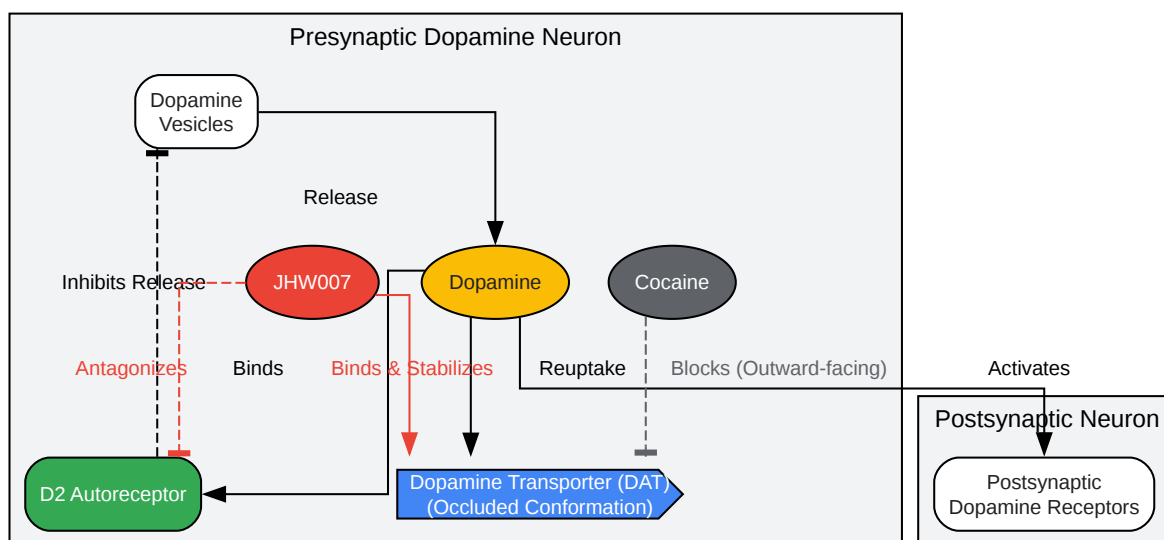 Presynaptic Dopamine Neuron
Dopamine
Vesicles
Release
Inhibits Release
JHW007
Dopamine
Cocaine
Antagonizes
Binds
Binds & Stabilizes
Reuptake
Blocks (Outward-facing)
Activates
Postsynaptic Neuron
D2 Autoreceptor
Dopamine Transporter (DAT)
(Occluded Conformation)
Postsynaptic
Dopamine Receptors